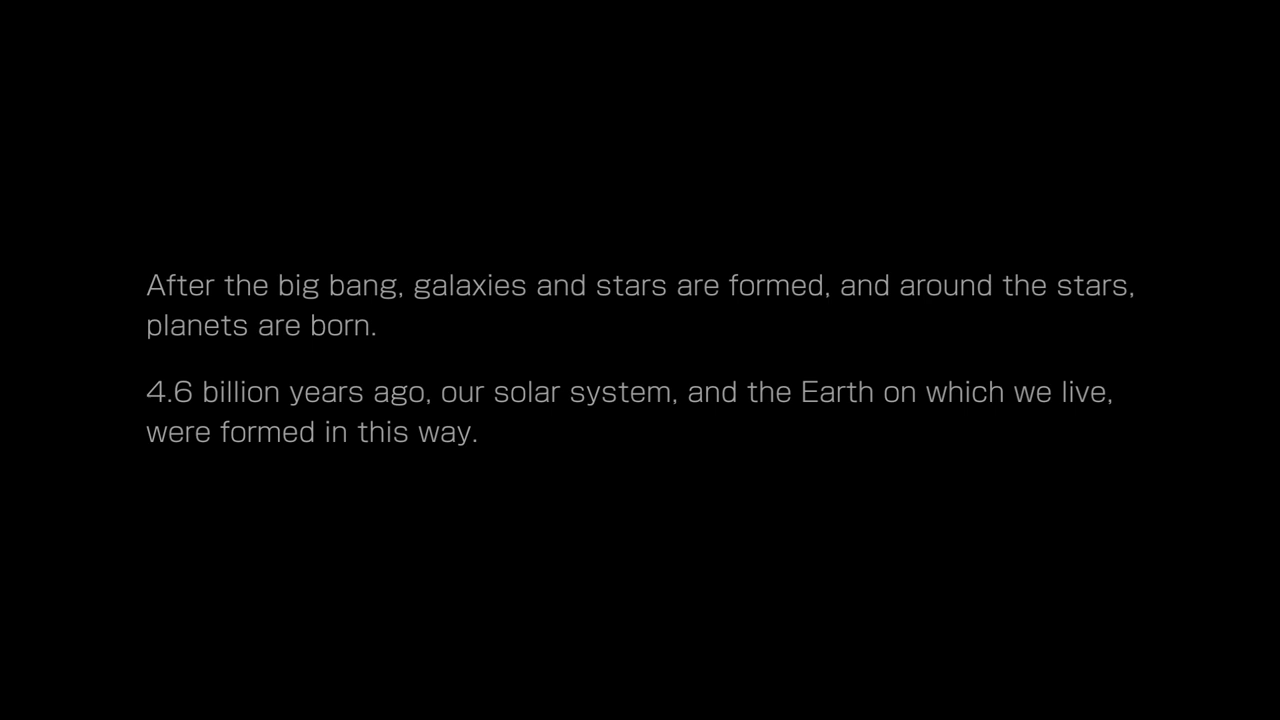 After the big bang, galaxies and stars are formed, and around the stars,
planets are born.
4.6 billion years ago, our solar system, and the Earth on which we live,
were formed in this way.